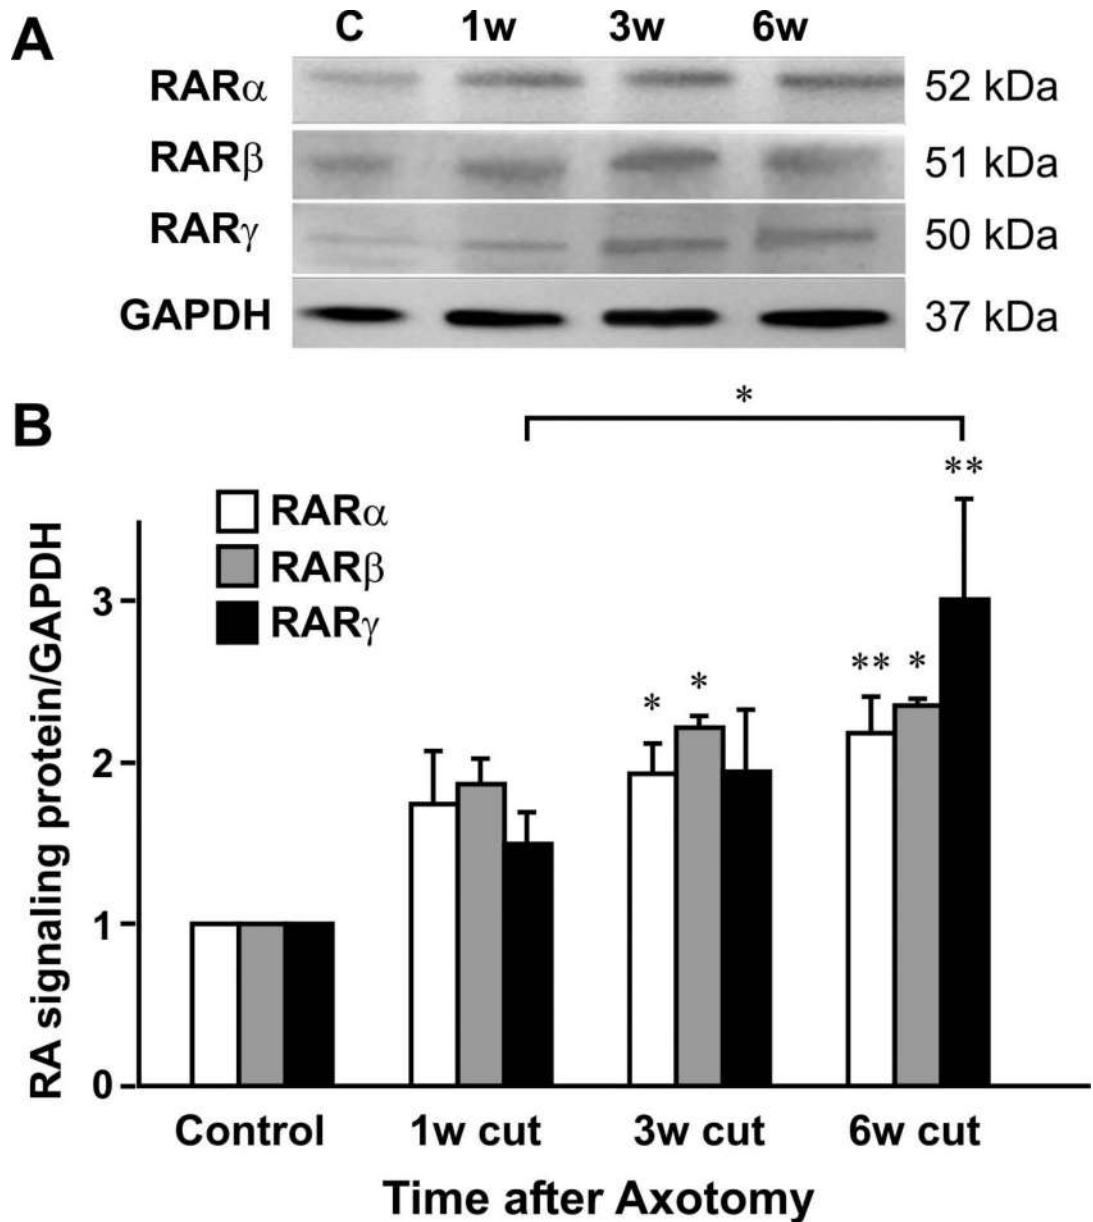 A
C 1w 3w 6w
RARα 52 kDa
RARβ 51 kDa
RARγ 50 kDa
GAPDH 37 kDa
B
*
**
RARα
RARβ
RARγ
RA signaling protein/GAPDH
3
2
1
0
* *
** *
Control 1w cut 3w cut 6w cut
Time after Axotomy